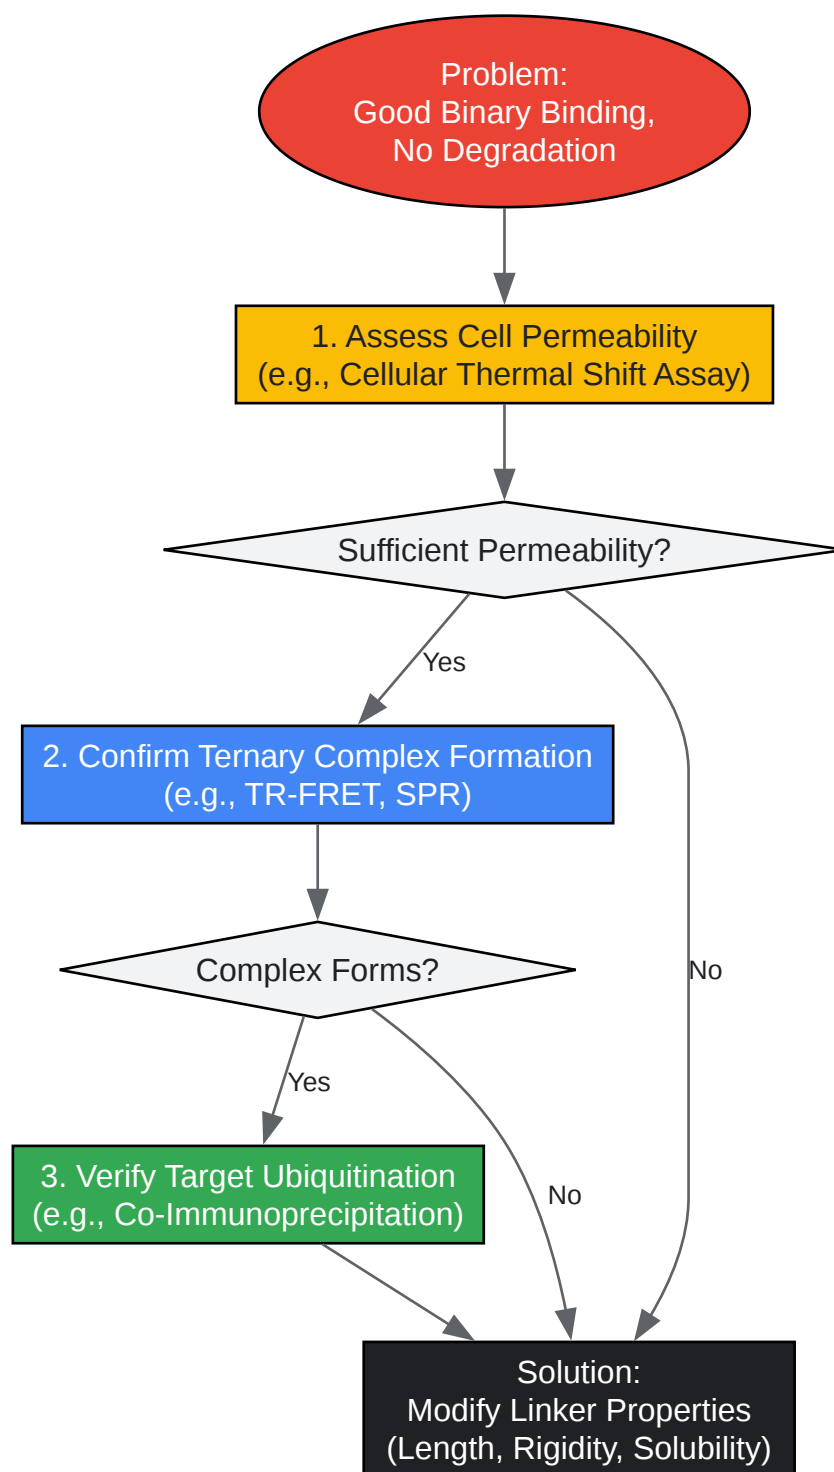 Problem:
Good Binary Binding,
No Degradation
1. Assess Cell Permeability
(e.g., Cellular Thermal Shift Assay)
Sufficient Permeability?
Yes
2. Confirm Ternary Complex Formation
(e.g., TR-FRET, SPR)
Complex Forms?
No
Yes
3. Verify Target Ubiquitination
(e.g., Co-Immunoprecipitation)
No
Solution:
Modify Linker Properties
(Length, Rigidity, Solubility)